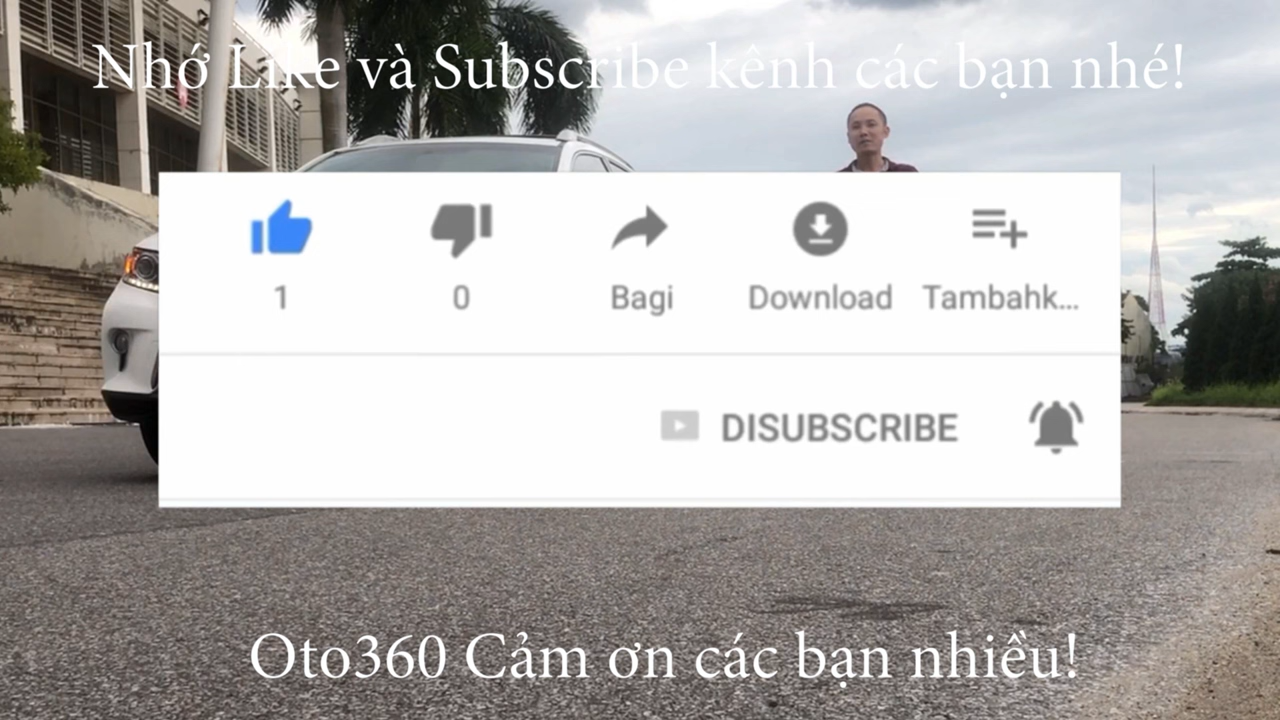 Nhớ Like và Subscribe kênh các bạn nhé!
1 0 Bagi Download Tambahk...
DISUBSCRIBE
Oto360 Cảm ơn các bạn nhiều!